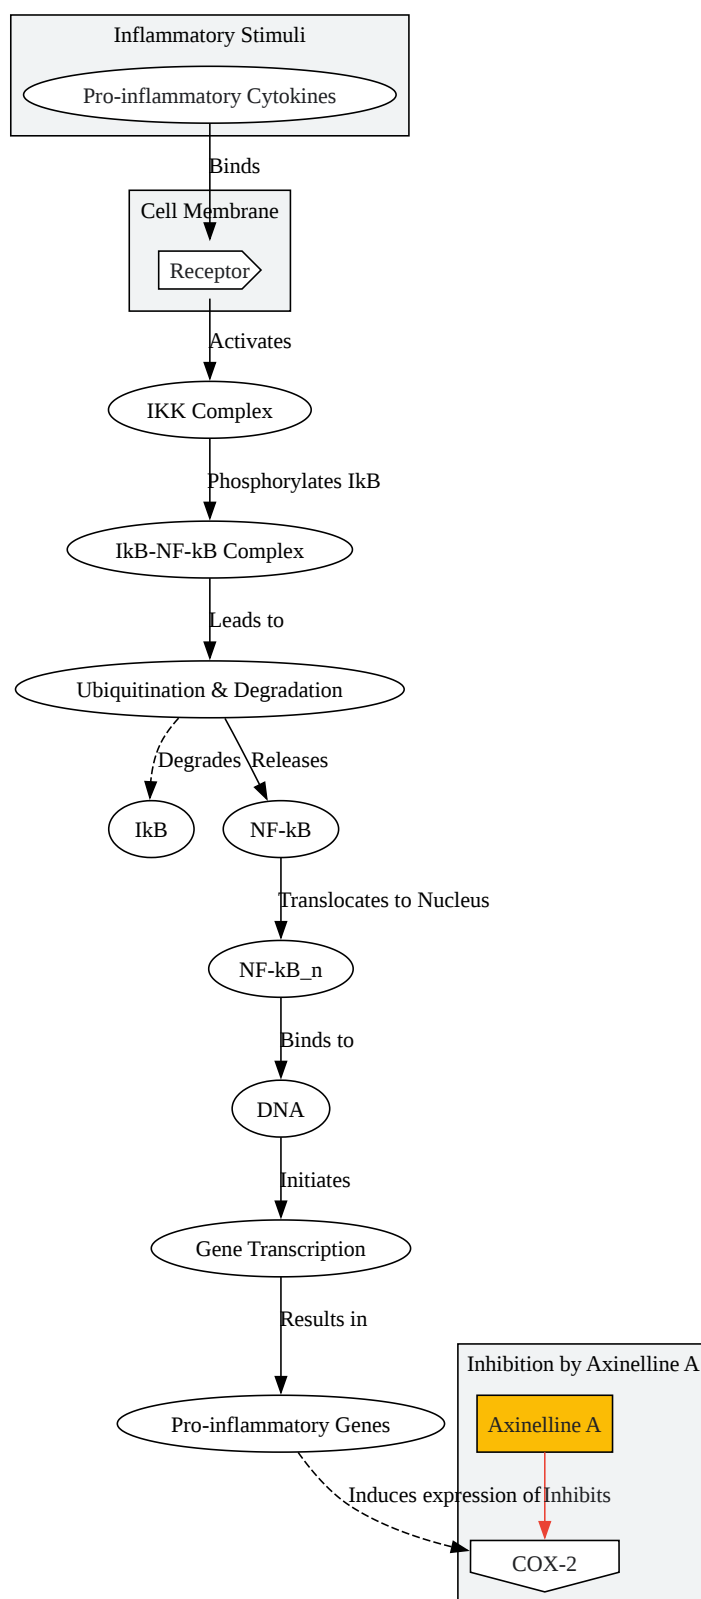 Inflammatory Stimuli
Pro-inflammatory Cytokines
Binds
Cell Membrane
Receptor
Activates
IKK Complex
Phosphorylates IkB
IkB-NF-kB Complex
Leads to
Ubiquitination & Degradation
Degrades
Releases
IkB
NF-kB
Translocates to Nucleus
NF-kB_n
Binds to
DNA
Initiates
Gene Transcription
Results in
Inhibition by Axinelline A
Pro-inflammatory Genes
Axinelline A
Induces expression of
Inhibits
COX-2